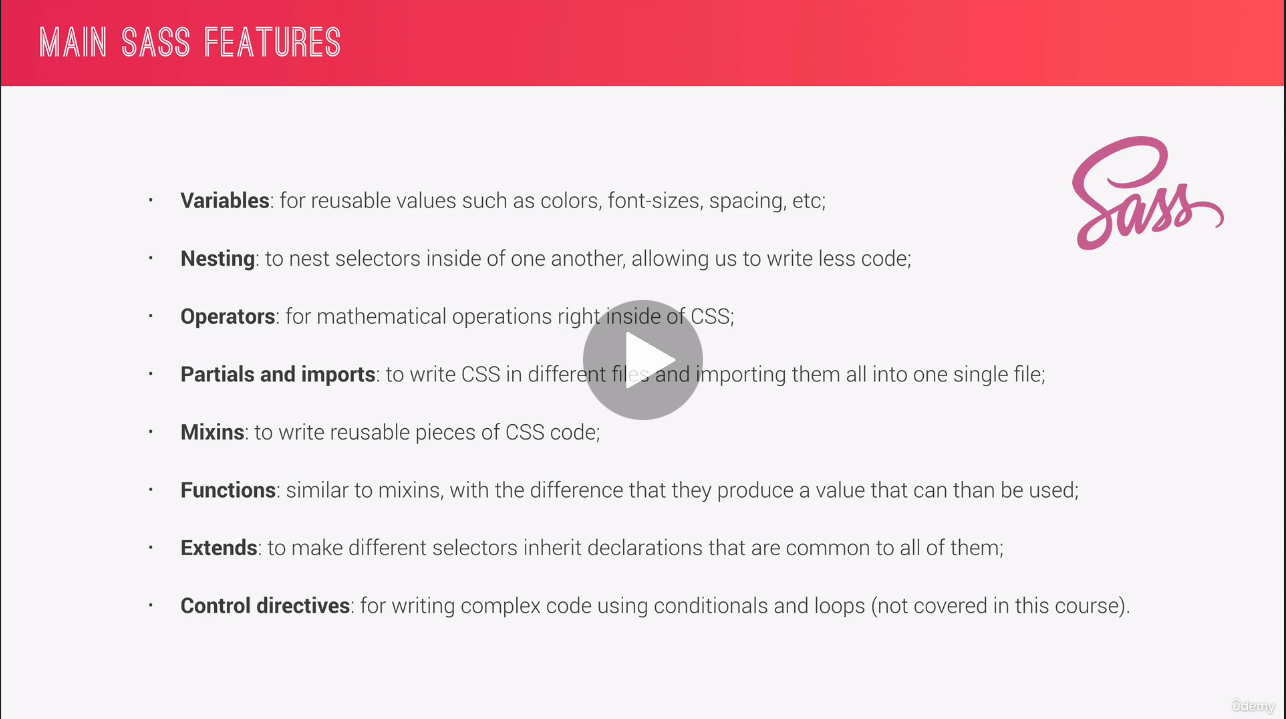 MAIN SASS FEATURES
Sass
· Variables: for reusable values such as colors, font-sizes, spacing, etc;
· Nesting: to nest selectors inside of one another, allowing us to write less code;
· Operators: for mathematical operations right inside of CSS;
· Partials and imports: to write CSS in different files and importing them all into one single file;
· Mixins: to write reusable pieces of CSS code;
· Functions: similar to mixins, with the difference that they produce a value that can than be used;
· Extends: to make different selectors inherit declarations that are common to all of them;
· Control directives: for writing complex code using conditionals and loops (not covered in this course).
ûdemy